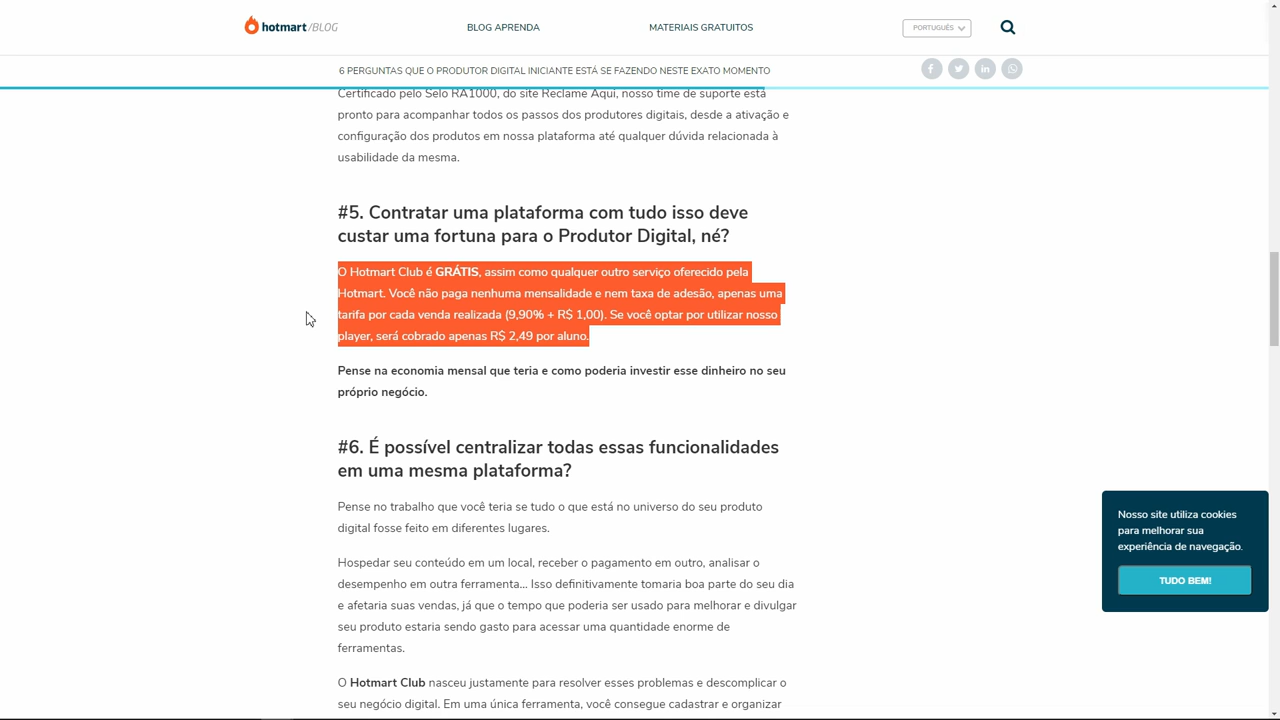 hotmart/BLOG
BLOG APRENDA
MATERIAIS GRATUITOS
PORTUGUÊS
6 PERGUNTAS QUE O PRODUTOR DIGITAL INICIANTE ESTÁ SE FAZENDO NESTE EXATO MOMENTO
Certificado pelo Selo RA1000, do site Reclame Aqui, nosso time de suporte está
pronto para acompanhar todos os passos dos produtores digitais, desde a ativação e
configuração dos produtos em nossa plataforma até qualquer dúvida relacionada à
usabilidade da mesma.
#5. Contratar uma plataforma com tudo isso deve
custar uma fortuna para o Produtor Digital, né?
O Hotmart Club é GRÁTIS, assim como qualquer outro serviço oferecido pela
Hotmart. Você não paga nenhuma mensalidade e nem taxa de adesão, apenas uma
tarifa por cada venda realizada (9,90% + R$ 1,00). Se você optar por utilizar nosso
player, será cobrado apenas R$ 2,49 por aluno.
Pense na economia mensal que teria e como poderia investir esse dinheiro no seu
próprio negócio.
#6. É possível centralizar todas essas funcionalidades
em uma mesma plataforma?
Pense no trabalho que você teria se tudo o que está no universo do seu produto
digital fosse feito em diferentes lugares.
Hospedar seu conteúdo em um local, receber o pagamento em outro, analisar o
desempenho em outra ferramenta... Isso definitivamente tomaria boa parte do seu dia
e afetaria suas vendas, já que o tempo que poderia ser usado para melhorar e divulgar
seu produto estaria sendo gasto para acessar uma quantidade enorme de
ferramentas.
O Hotmart Club nasceu justamente para resolver esses problemas e descomplicar o
seu negócio digital. Em uma única ferramenta, você consegue cadastrar e organizar
Nosso site utiliza cookies
para melhorar sua
experiência de navegação.
TUDO BEM!